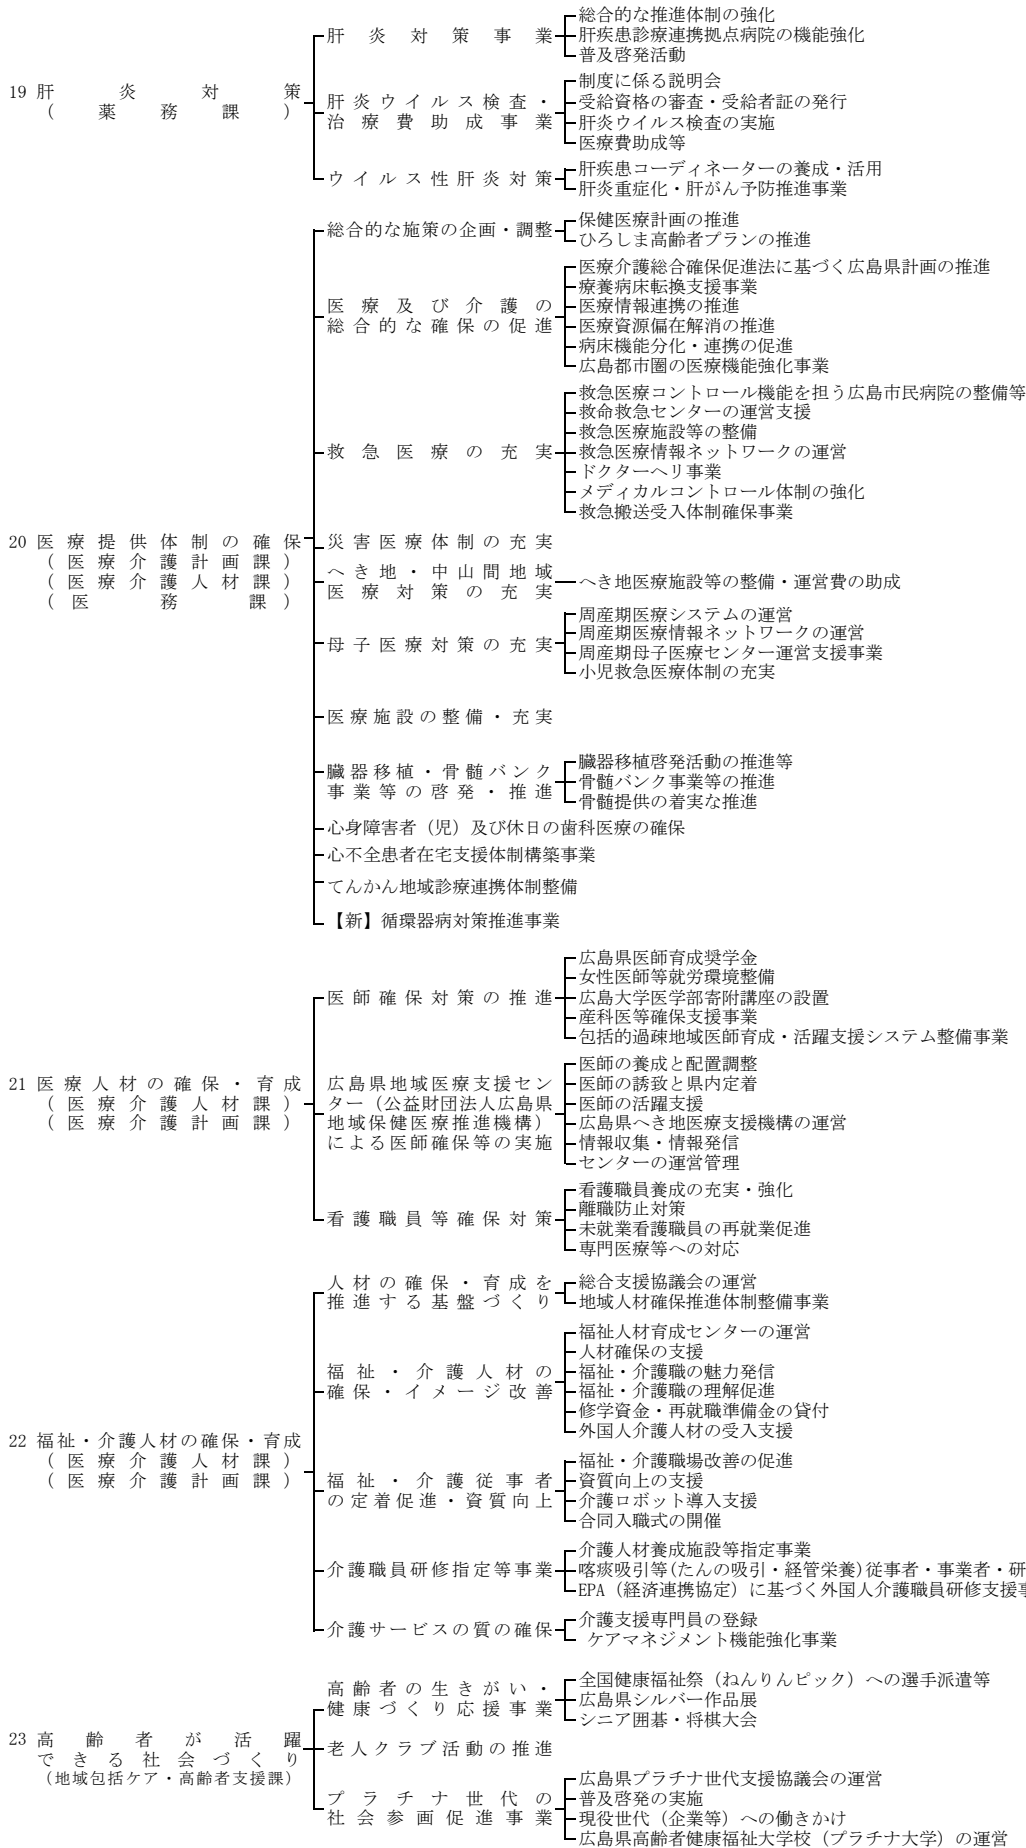 19 肝炎対策
（薬務課）
肝炎対策事業
総合的な推進体制の強化
肝疾患診療連携拠点病院の機能強化
普及啓発活動
肝炎ウイルス検査・
治療費助成事業
制度に係る説明会
受給資格の審査・受給者証の発行
肝炎ウイルス検査の実施
医療費助成等
ウイルス性肝炎対策
肝疾患コーディネーターの養成・活用
肝炎重症化・肝がん予防推進事業
20 医療提供体制の確保
（医療介護計画課）
（医療介護人材課）
（医務課）
総合的な施策の企画・調整
保健医療計画の推進
ひろしま高齢者プランの推進
医療及び介護の
総合的な確保の促進
医療介護総合確保促進法に基づく広島県計画の推進
療養病床転換支援事業
医療情報連携の推進
医療資源偏在解消の推進
病床機能分化・連携の促進
広島都市圏の医療機能強化事業
救急医療の充実
救急医療コントロール機能を担う広島市民病院の整備等
救命救急センターの運営支援
救急医療施設等の整備
救急医療情報ネットワークの運営
ドクターヘリ事業
メディカルコントロール体制の強化
救急搬送受入体制確保事業
災害医療体制の充実
へき地・中山間地域
医療対策の充実
へき地医療施設等の整備・運営費の助成
母子医療対策の充実
周産期医療システムの運営
周産期医療情報ネットワークの運営
周産期母子医療センター運営支援事業
小児救急医療体制の充実
医療施設の整備・充実
臓器移植・骨髄バンク
事業等の啓発・推進
臓器移植啓発活動の推進等
骨髄バンク事業等の推進
骨髄提供の着実な推進
心身障害者（児）及び休日の歯科医療の確保
心不全患者在宅支援体制構築事業
てんかん地域診療連携体制整備
【新】循環器病対策推進事業
21 医療人材の確保・育成
（医療介護人材課）
（医療介護計画課）
医師確保対策の推進
広島県医師育成奨学金
女性医師等就労環境整備
広島大学医学部寄附講座の設置
産科医等確保支援事業
包括的過疎地域医師育成・活躍支援システム整備事業
広島県地域医療支援セン
ター（公益財団法人広島県
地域保健医療推進機構）
による医師確保等の実施
医師の養成と配置調整
医師の誘致と県内定着
医師の活躍支援
広島県へき地医療支援機構の運営
情報収集・情報発信
センターの運営管理
看護職員等確保対策
看護職員養成の充実・強化
離職防止対策
未就業看護職員の再就業促進
専門医療等への対応
22 福祉・介護人材の確保・育成
（医療介護人材課）
（医療介護計画課）
人材の確保・育成を
推進する基盤づくり
総合支援協議会の運営
地域人材確保推進体制整備事業
福祉・介護人材の
確保・イメージ改善
福祉人材育成センターの運営
人材確保の支援
福祉・介護職の魅力発信
福祉・介護職の理解促進
修学資金・再就職準備金の貸付
外国人介護人材の受入支援
福祉・介護従事者
の定着促進・資質向上
福祉・介護職場改善の促進
資質向上の支援
介護ロボット導入支援
合同入職式の開催
介護職員研修指定等事業
介護人材養成施設等指定事業
喀痰吸引等(たんの吸引・経管栄養)従事者・事業者・研
EPA（経済連携協定）に基づく外国人介護職員研修支援
介護サービスの質の確保
介護支援専門員の登録
ケアマネジメント機能強化事業
23 高齢者が活躍
できる社会づくり
（地域包括ケア・高齢者支援課）
高齢者の生きがい・
健康づくり応援事業
全国健康福祉祭（ねんりんピック）への選手派遣等
広島県シルバー作品展
シニア囲碁・将棋大会
老人クラブ活動の推進
プラチナ世代の
社会参画促進事業
広島県プラチナ世代支援協議会の運営
普及啓発の実施
現役世代（企業等）への働きかけ
広島県高齢者健康福祉大学校（プラチナ大学）の運営